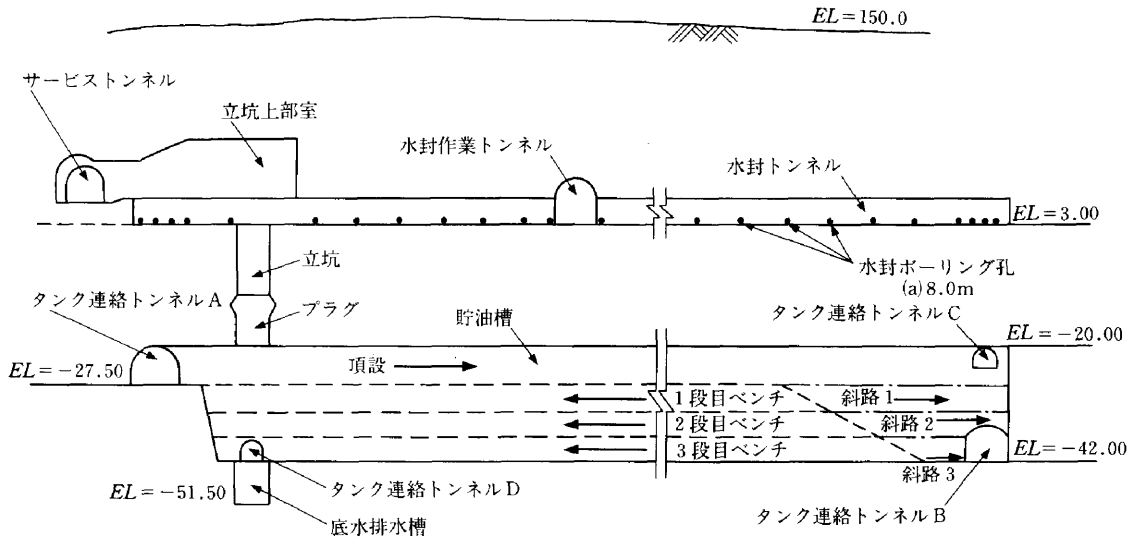 EL=150.0
サービストンネル
立坑上部室
水封作業トンネル
水封トンネル
EL=3.00
立坑
水封ボーリング孔
(a)8.0m
タンク連絡トンネルA
プラグ
貯油槽
タンク連絡トンネルC
EL=−20.00
頂設
EL=−27.50
1段目ベンチ
斜路1
2段目ベンチ
斜路2
3段目ベンチ
EL=−42.00
斜路3
EL=−51.50
タンク連絡トンネルD
タンク連絡トンネルB
底水排水槽